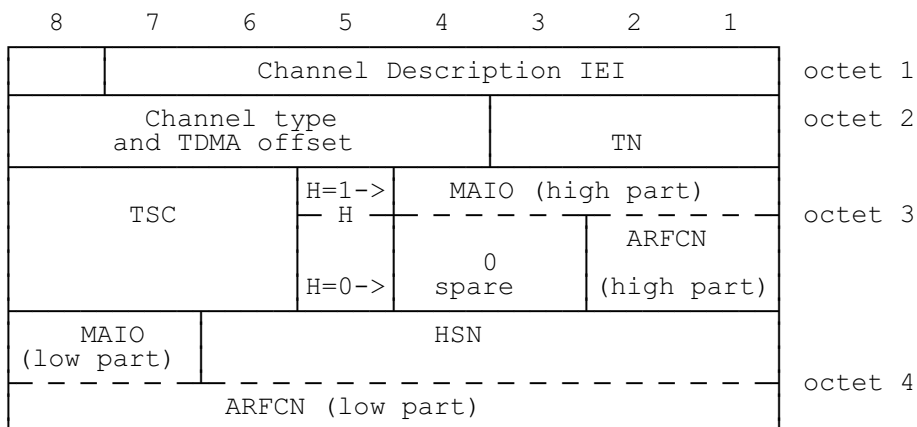 8 7 6 5 4 3 2 1
Channel Description IEI octet 1
Channel type octet 2
and TDMA offset TN
H=1-> MAIO (high part)
TSC H octet 3
ARFCN
0
H=0-> spare (high part)
MAIO HSN
(low part)
octet 4
ARFCN (low part)